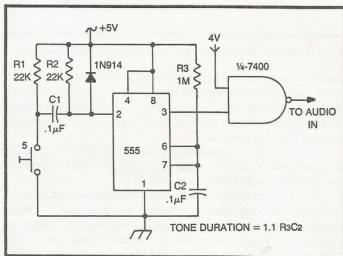 +5V
R1
22K
R2
22K
1N914
R3
1M
4V
¼-7400
C1
.1µF
4
8
2
3
555
6
7
1
5
TO AUDIO
IN
C2
.1µF
TONE DURATION = 1.1 R3C2